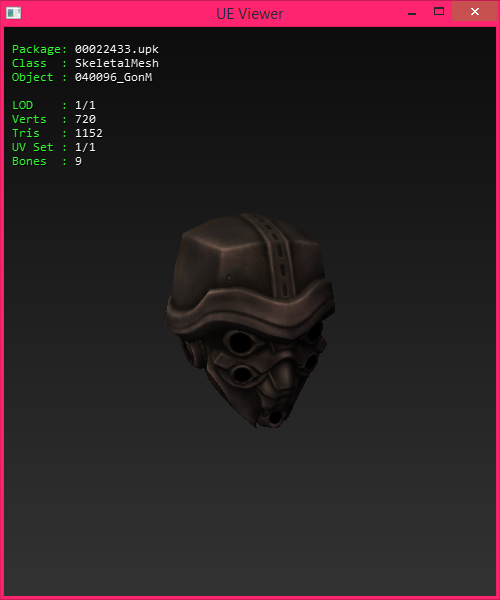 UE Viewer
Package: 00022433.upk
Class : SkeletalMesh
Object : 040096_GonM
LOD : 1/1
Verts : 720
Tris : 1152
UV Set : 1/1
Bones : 9